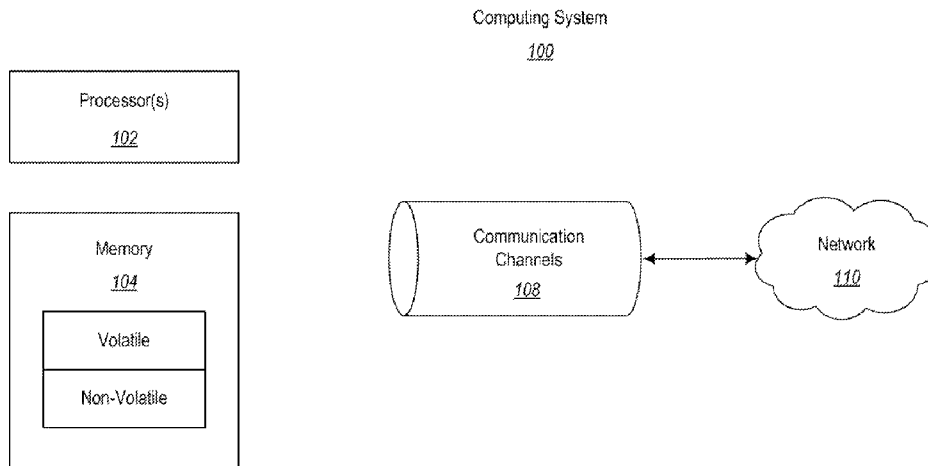 Computing System
100
Processor(s)
102
Memory
104
Volatile
Non-Volatile
Communication
Channels
108
Network
110